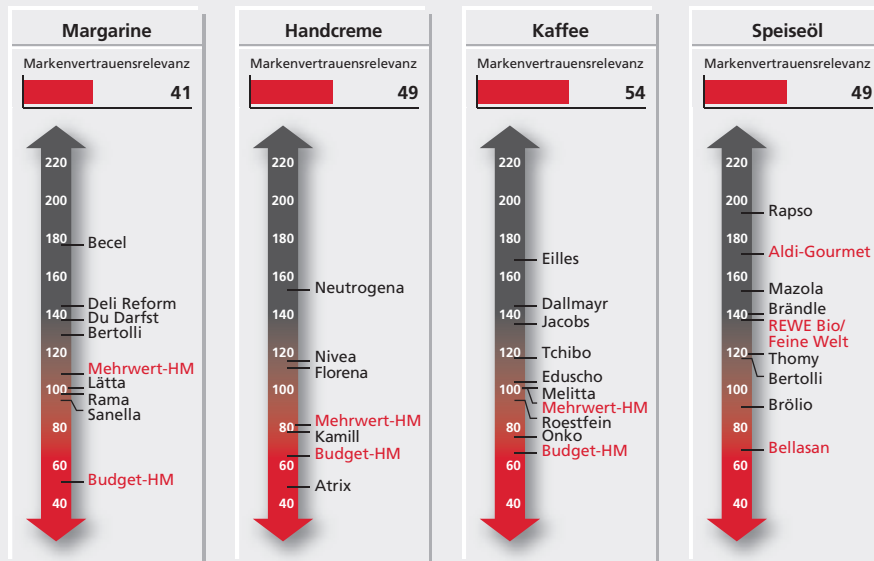 Margarine
Markenvertrauensrelevanz
41
220
200
180
160
140
120
100
80
60
40
Becel
Deli Reform
Du Darfst
Bertolli
Mehrwert-HM
Lätta
Rama
Sanella
Budget-HM
Handcreme
Markenvertrauensrelevanz
49
220
200
180
160
140
120
100
80
60
40
Neutrogena
Nivea
Florena
Mehrwert-HM
Kamill
Budget-HM
Atrix
Kaffee
Markenvertrauensrelevanz
54
220
200
180
160
140
120
100
80
60
40
Eilles
Dallmayr
Jacobs
Tchibo
Eduscho
Melitta
Mehrwert-HM
Roestfein
Onko
Budget-HM
Speiseöl
Markenvertrauensrelevanz
49
220
200
180
160
140
120
100
80
60
40
Rapso
Aldi-Gourmet
Mazola
Brändle
REWE Bio/
Feine Welt
Thomy
Bertolli
Brölio
Bellasan